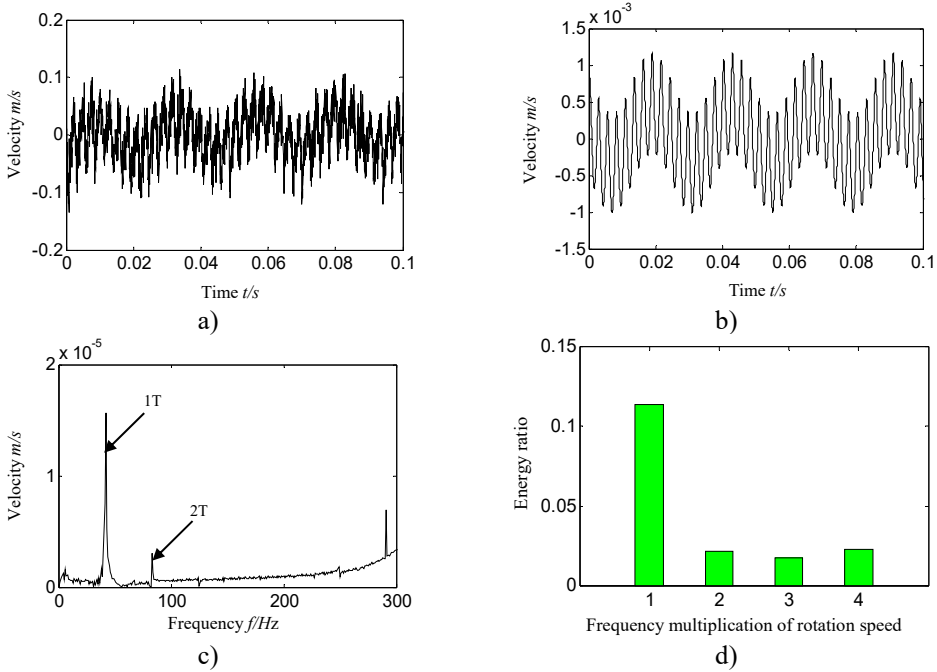 0.2
0.1
0
-0.1
-0.2
0 0.02 0.04 0.06 0.08 0.1
Velocity m/s
Time t/s
a)
1.5 x 10-3
1
0.5
0
-0.5
-1
-1.5
0 0.02 0.04 0.06 0.08 0.1
Velocity m/s
Time t/s
b)
2 x 10-5
1
0
0 100 200 300
1T
2T
Velocity m/s
Frequency f/Hz
c)
0.15
0.1
0.05
0
1 2 3 4
Energy ratio
Frequency multiplication of rotation speed
d)